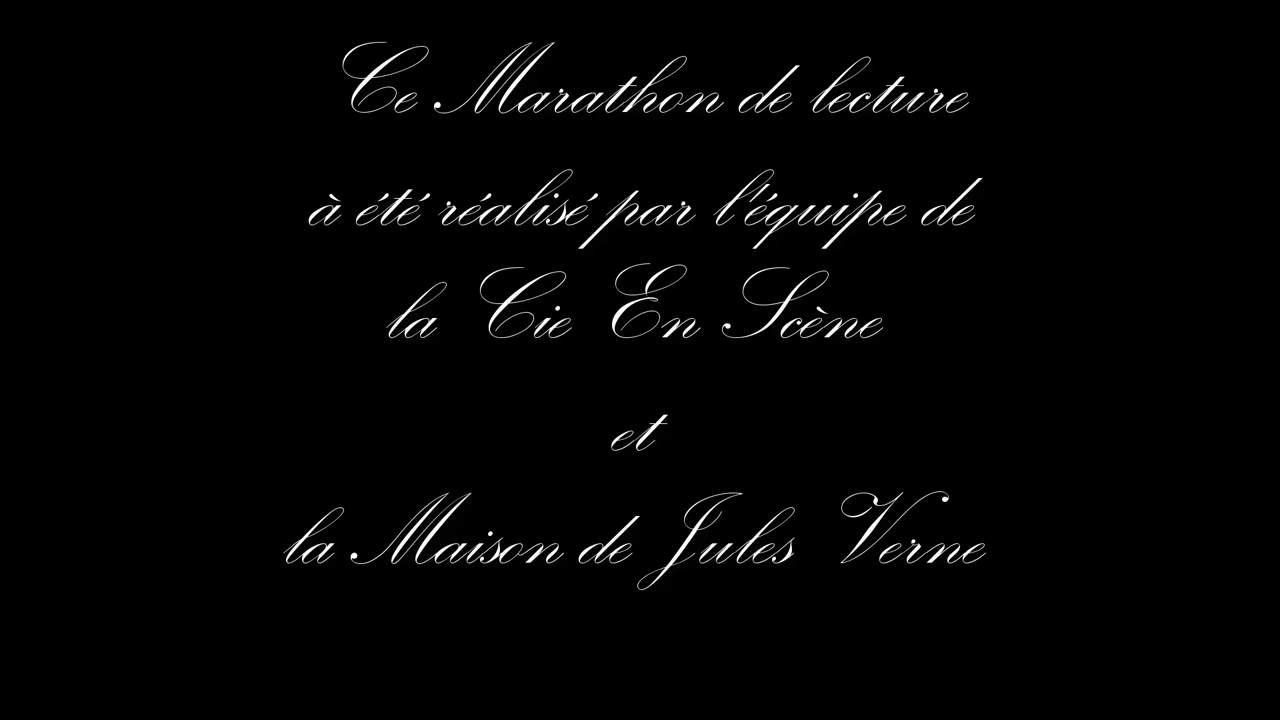 Ce Marathon de lecture
à été réalisé par l'équipe de
la Cie En Scène
et
la Maison de Jules Verne